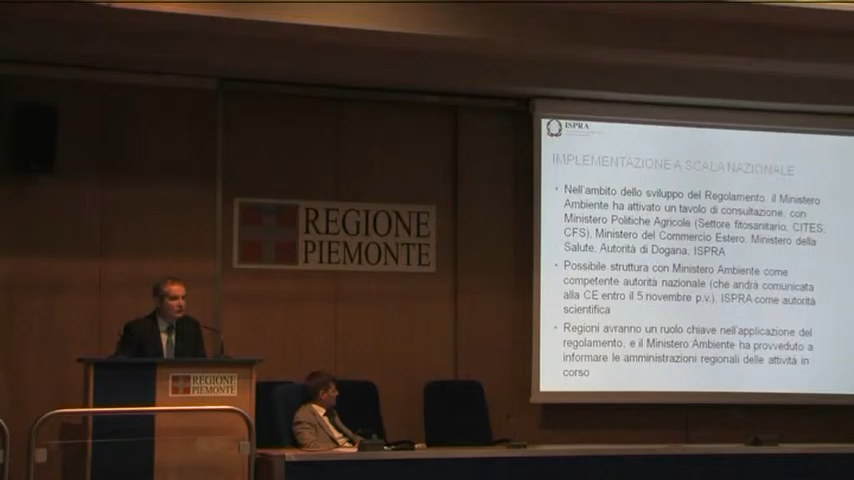 REGIONE
PIEMONTE
REGIONE
PIEMONTE
ISPRA
IMPLEMENTAZIONE A SCALA NAZIONALE
• Nell'ambito dello sviluppo del Regolamento, il Ministero
Ambiente ha attivato un tavolo di consultazione, con
Ministero Politiche Agricole (Settore fitosanitario, CITES,
CFS), Ministero del Commercio Estero, Ministero della
Salute, Autorità di Dogana, ISPRA
• Possibile struttura con Ministero Ambiente come
competente autorità nazionale (che andrà comunicata
alla CE entro il 5 novembre p.v.). ISPRA come autorità
scientifica
• Regioni avranno un ruolo chiave nell'applicazione del
regolamento, e il Ministero Ambiente ha provveduto a
informare le amministrazioni regionali delle attività in
corso